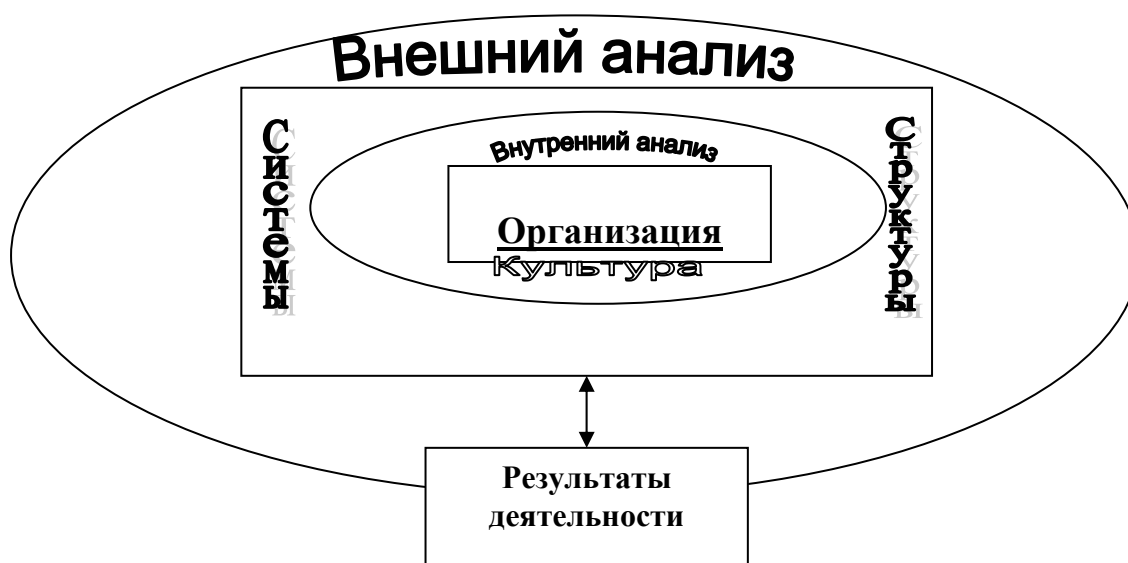 Внешний анализ
Системы
Структуры
Внутренний анализ
Организация
Культура
Результаты
деятельности